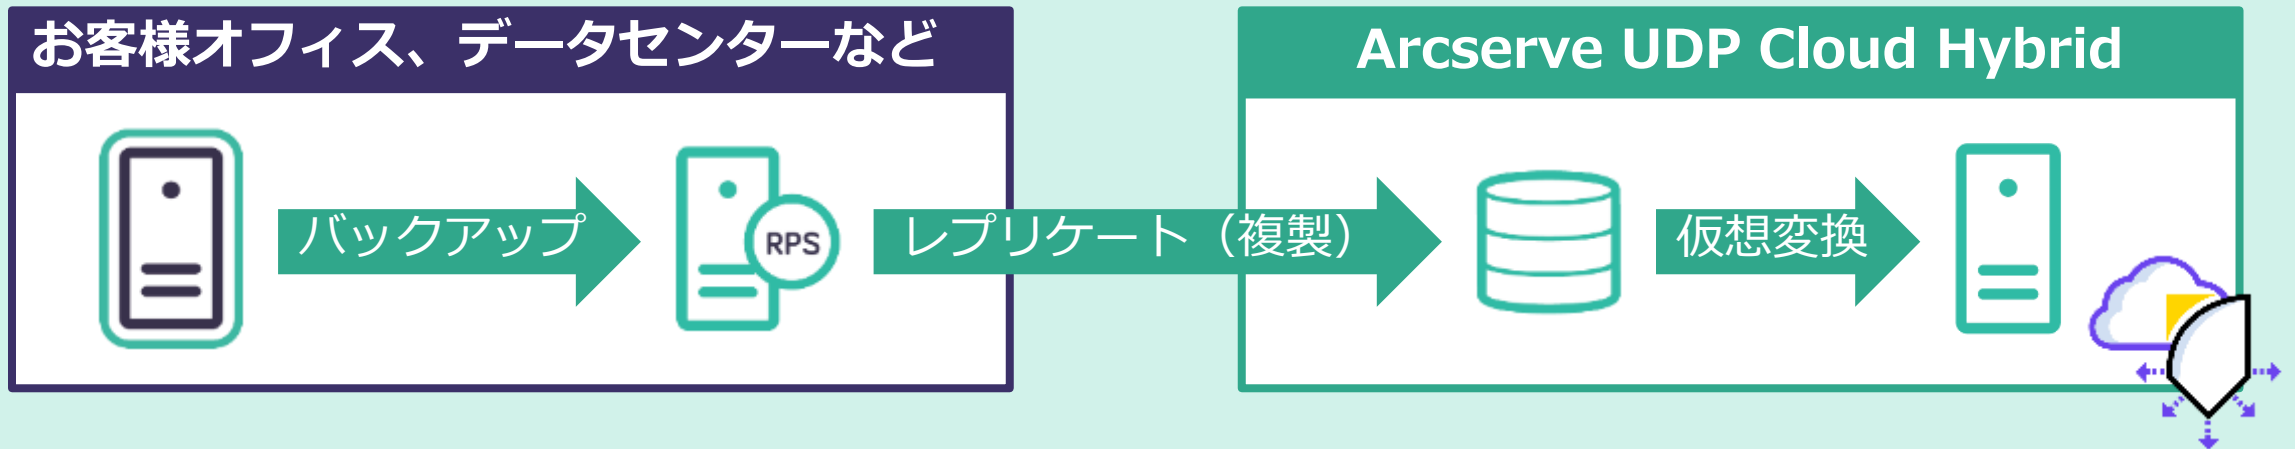 お客様オフィス、データセンターなど
Arcserve UDP Cloud Hybrid
バックアップ
RPS
レプリケート（複製）
仮想変換